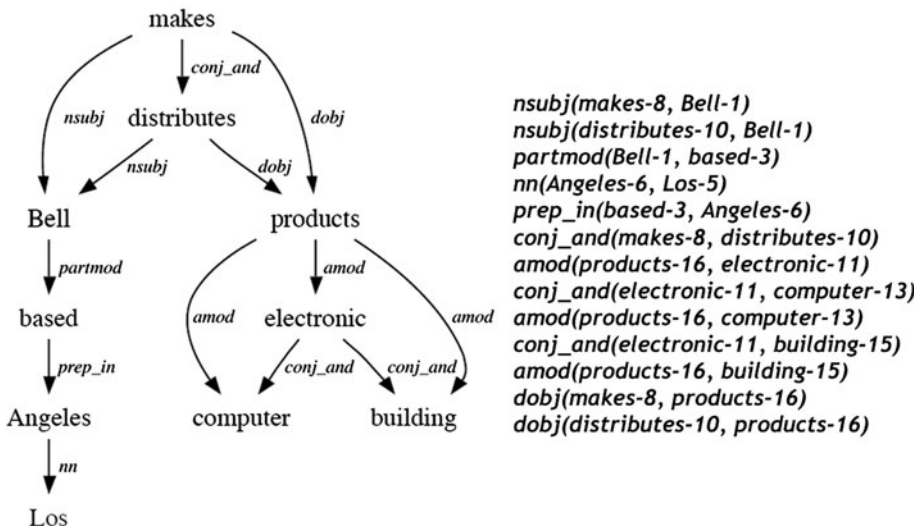 makes
conj_and
nsubj
distributes
dobj
nsubj
dobj
Bell
products
partmod
amod
based
amod
electronic
amod
prep_in
conj_and
conj_and
Angeles
computer
building
nn
Los
nsubj(makes-8, Bell-1)
nsubj(distributes-10, Bell-1)
partmod(Bell-1, based-3)
nn(Angeles-6, Los-5)
prep_in(based-3, Angeles-6)
conj_and(makes-8, distributes-10)
amod(products-16, electronic-11)
conj_and(electronic-11, computer-13)
amod(products-16, computer-13)
conj_and(electronic-11, building-15)
amod(products-16, building-15)
dobj(makes-8, products-16)
dobj(distributes-10, products-16)